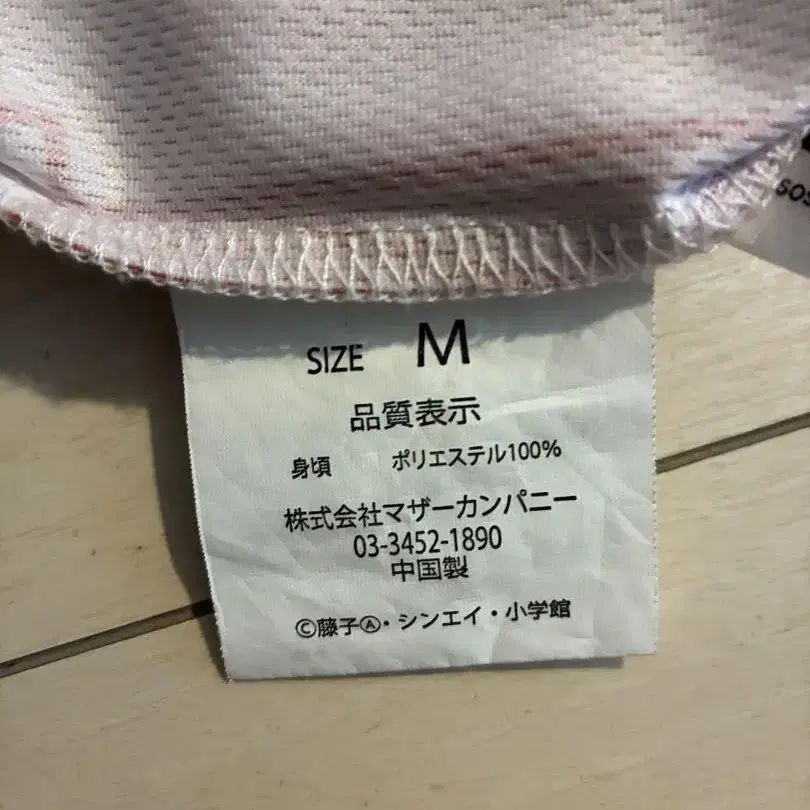 SIZE M
品質表示
身頃 ポリエステル100%
株式会社マザーカンパニー
03-3452-1890
中国製
©藤子Ⓐ・シンエイ・小学館